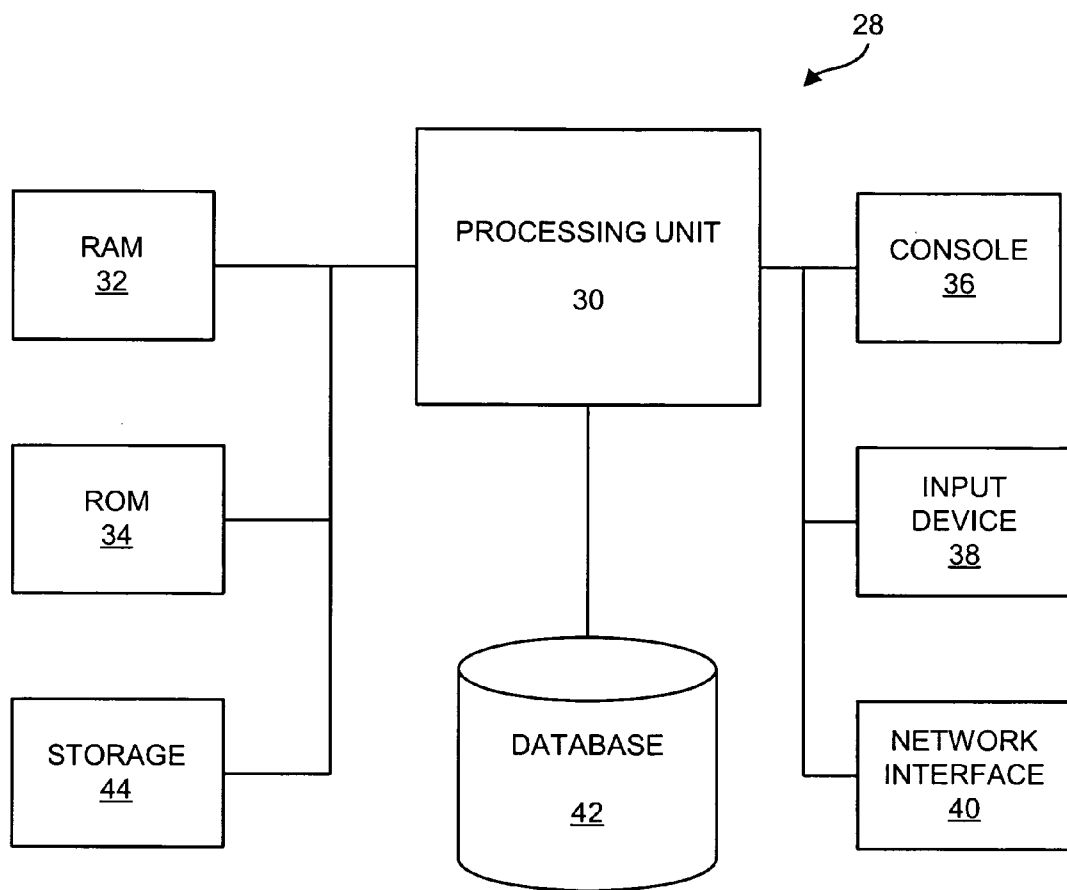 28
RAM
32
PROCESSING UNIT
30
CONSOLE
36
ROM
34
INPUT
DEVICE
38
STORAGE
44
DATABASE
42
NETWORK
INTERFACE
40